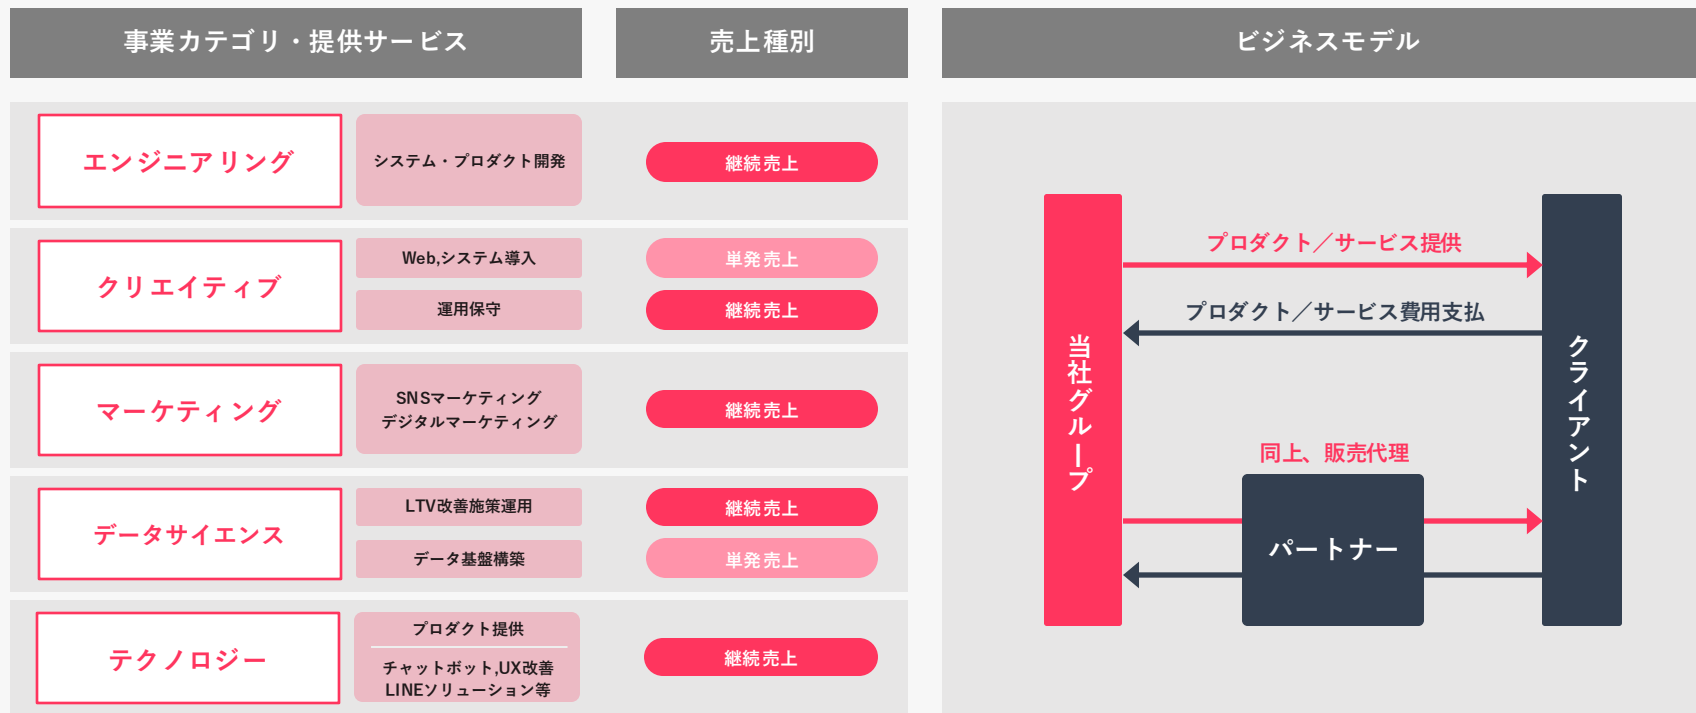 事業カテゴリ・提供サービス
売上種別
ビジネスモデル
エンジニアリング
システム・プロダクト開発
継続売上
クリエイティブ
Web,システム導入
単発売上
運用保守
継続売上
マーケティング
SNSマーケティング
デジタルマーケティング
継続売上
データサイエンス
LTV改善施策運用
継続売上
データ基盤構築
単発売上
テクノロジー
プロダクト提供
チャットボット,UX改善
LINEソリューション等
継続売上
当社グループ
プロダクト／サービス提供
プロダクト／サービス費用支払
同上、販売代理
パートナー
クライアント